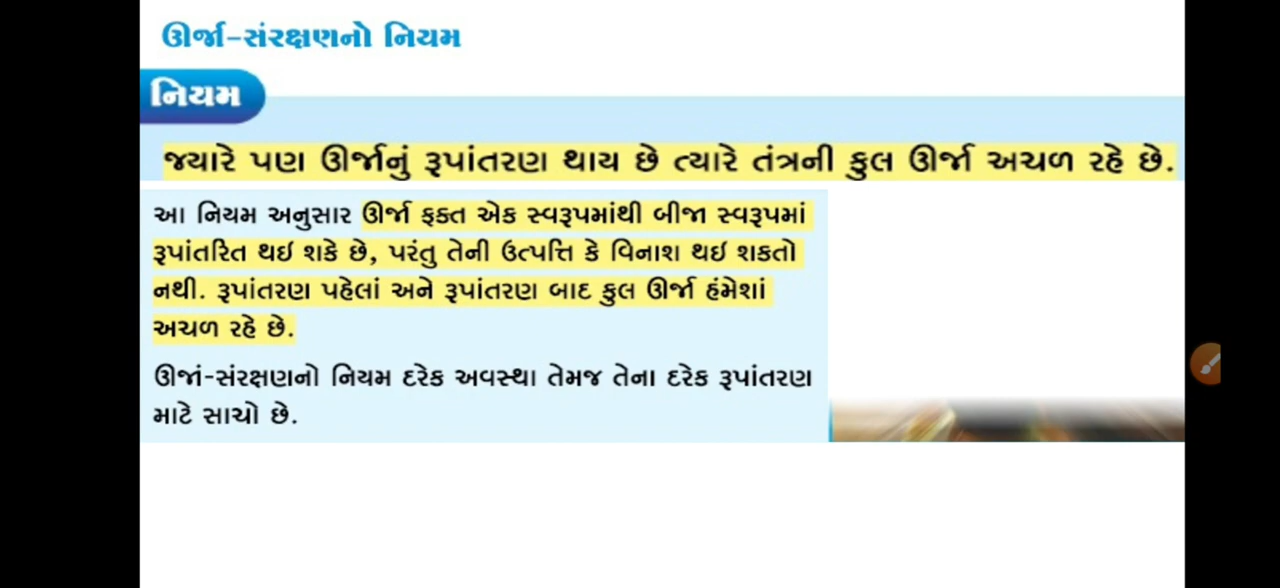 ઊર્જા-સંરક્ષણનો નિયમ
નિયમ
જ્યારે પણ ઊર્જાનું રૂપાંતરણ થાય છે ત્યારે તંત્રની કુલ ઊર્જા અચળ રહે છે.
આ નિયમ અનુસાર ઊર્જા ફક્ત એક સ્વરૂપમાંથી બીજા સ્વરૂપમાં
રૂપાંતરિત થઇ શકે છે, પરંતુ તેની ઉત્પત્તિ કે વિનાશ થઇ શકતો
નથી. રૂપાંતરણ પહેલાં અને રૂપાંતરણ બાદ કુલ ઊર્જા હંમેશાં
અચળ રહે છે.
ઊર્જાં-સંરક્ષણનો નિયમ દરેક અવસ્થા તેમજ તેના દરેક રૂપાંતરણ
માટે સાચો છે.